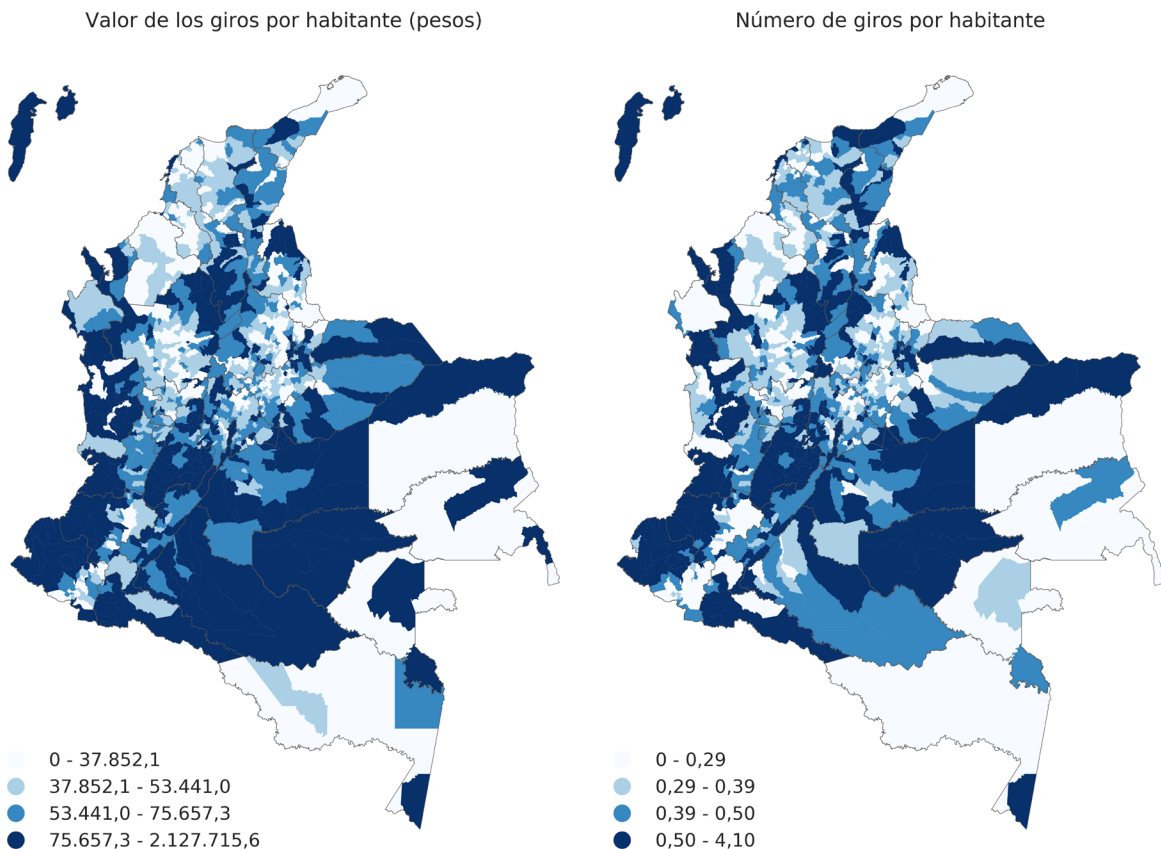 Valor de los giros por habitante (pesos)
Número de giros por habitante
0 - 37.852,1
37.852,1 - 53.441,0
53.441,0 - 75.657,3
75.657,3 - 2.127.715,6
0 - 0,29
0,29 - 0,39
0,39 - 0,50
0,50 - 4,10